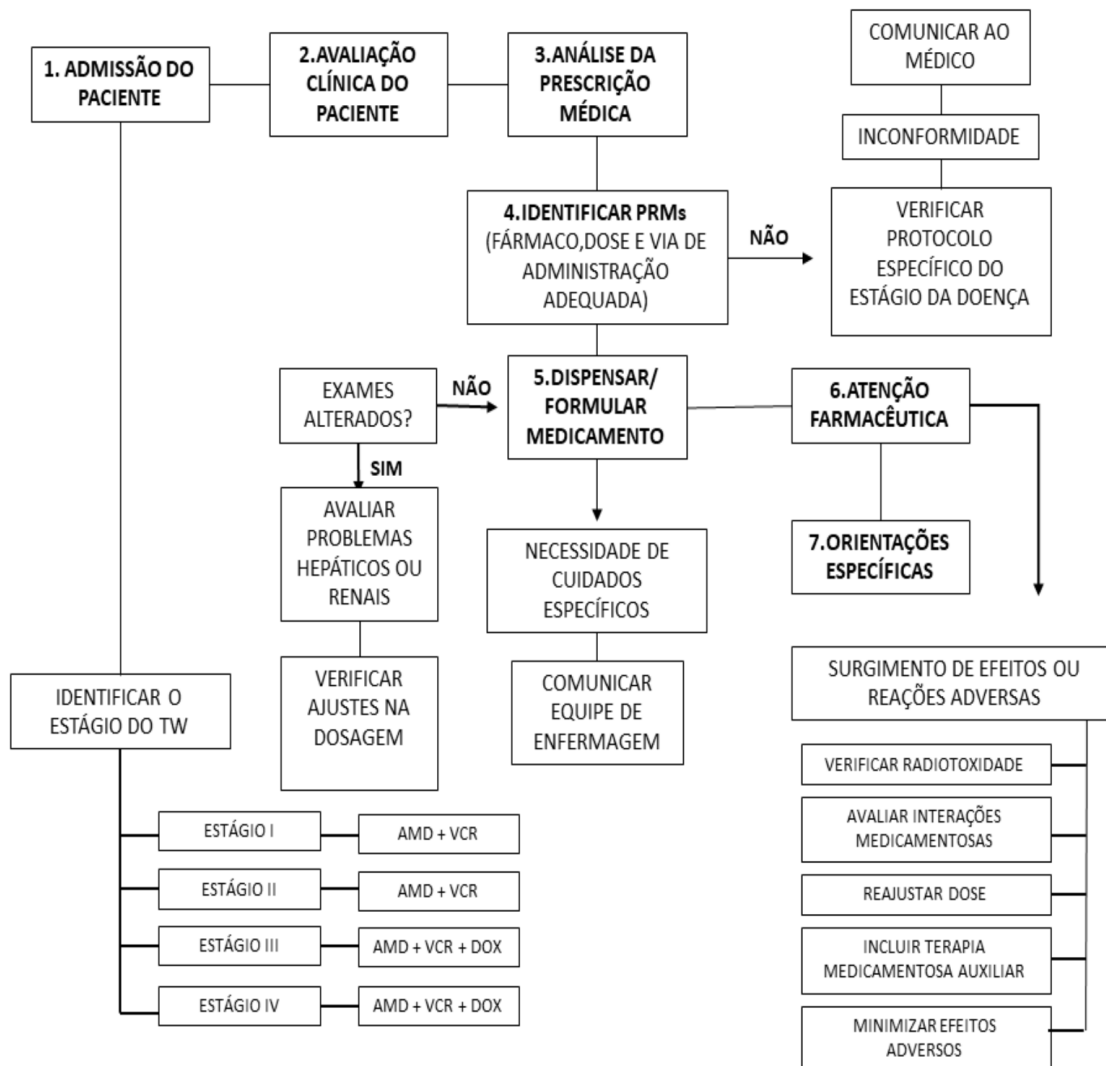 1. ADMISSÃO DO
PACIENTE
2.AVALIAÇÃO
CLÍNICA DO
PACIENTE
3.ANÁLISE DA
PRESCRIÇÃO
MÉDICA
COMUNICAR AO
MÉDICO
INCONFORMIDADE
VERIFICAR
PROTOCOLO
ESPECÍFICO DO
ESTÁGIO DA DOENÇA
4.IDENTIFICAR PRMs
(FÁRMACO,DOSE E VIA DE
ADMINISTRAÇÃO
ADEQUADA)
NÃO
EXAMES
ALTERADOS?
NÃO
5.DISPENSAR/
FORMULAR
MEDICAMENTO
6.ATENÇÃO
FARMACÊUTICA
SIM
AVALIAR
PROBLEMAS
HEPÁTICOS OU
RENAIS
NECESSIDADE DE
CUIDADOS
ESPECÍFICOS
7.ORIENTAÇÕES
ESPECÍFICAS
VERIFICAR
AJUSTES NA
DOSAGEM
COMUNICAR
EQUIPE DE
ENFERMAGEM
IDENTIFICAR O
ESTÁGIO DO TW
SURGIMENTO DE EFEITOS OU
REAÇÕES ADVERSAS
ESTÁGIO I
AMD + VCR
ESTÁGIO II
AMD + VCR
ESTÁGIO III
AMD + VCR + DOX
ESTÁGIO IV
AMD + VCR + DOX
VERIFICAR RADIOTOXIDADE
AVALIAR INTERAÇÕES
MEDICAMENTOSAS
REAJUSTAR DOSE
INCLUIR TERAPIA
MEDICAMENTOSA AUXILIAR
MINIMIZAR EFEITOS
ADVERSOS